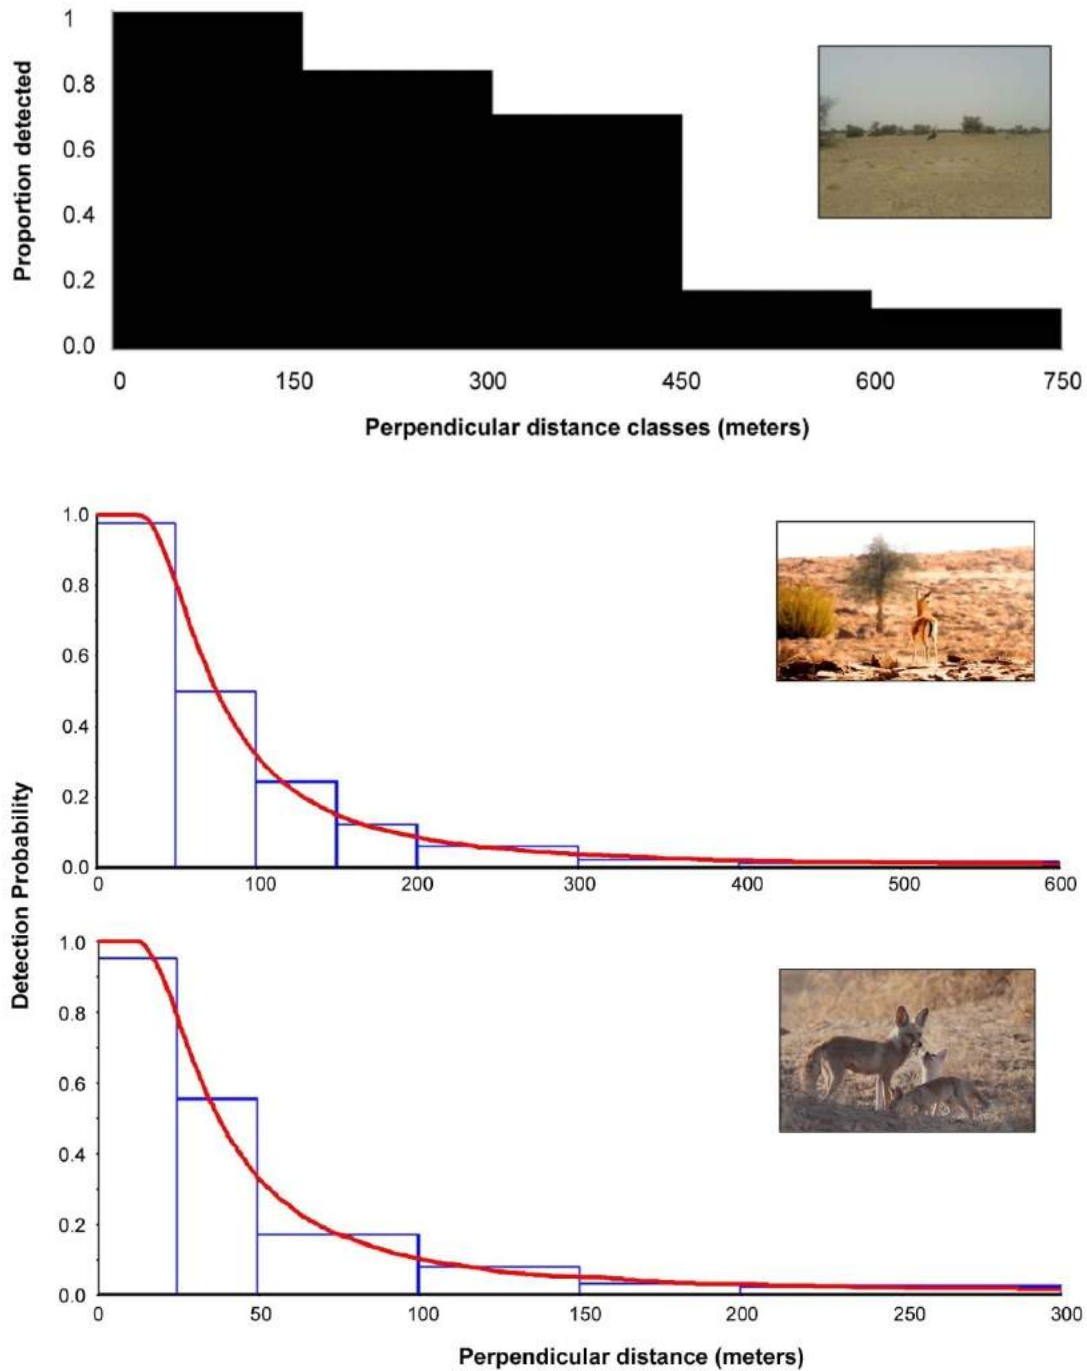 Proportion detected
1
0.8
0.6
0.4
0.2
0.0
0 150 300 450 600 750
Perpendicular distance classes (meters)
Detection Probability
1.0
0.8
0.6
0.4
0.2
0.0
0 100 200 300 400 500 600
1.0
0.8
0.6
0.4
0.2
0.0
0 50 100 150 200 250 300
Perpendicular distance (meters)